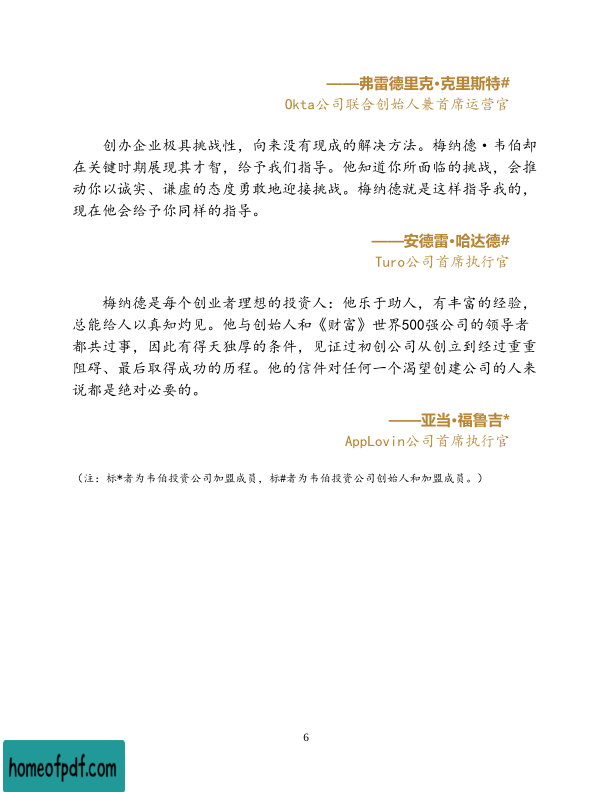 ——弗雷德里克·克里斯特#
Okta公司联合创始人兼首席运营官
创办企业极具挑战性，向来没有现成的解决方法。梅纳德·韦伯却
在关键时期展现其才智，给予我们指导。他知道你所面临的挑战，会推
动你以诚实、谦虚的态度勇敢地迎接挑战。梅纳德就是这样指导我的，
现在他会给予你同样的指导。
——安德雷·哈达德#
Turo公司首席执行官
梅纳德是每个创业者理想的投资人：他乐于助人，有丰富的经验，
总能给人以真知灼见。他与创始人和《财富》世界500强公司的领导者
都共过事，因此有得天独厚的条件，见证过初创公司从创立到经过重重
阻碍、最后取得成功的历程。他的信件对任何一个渴望创建公司的人来
说都是绝对必要的。
——亚当·福鲁吉*
AppLovin公司首席执行官
（注：标*者为韦伯投资公司加盟成员，标#者为韦伯投资公司创始人和加盟成员。）
6
homeofpdf.com